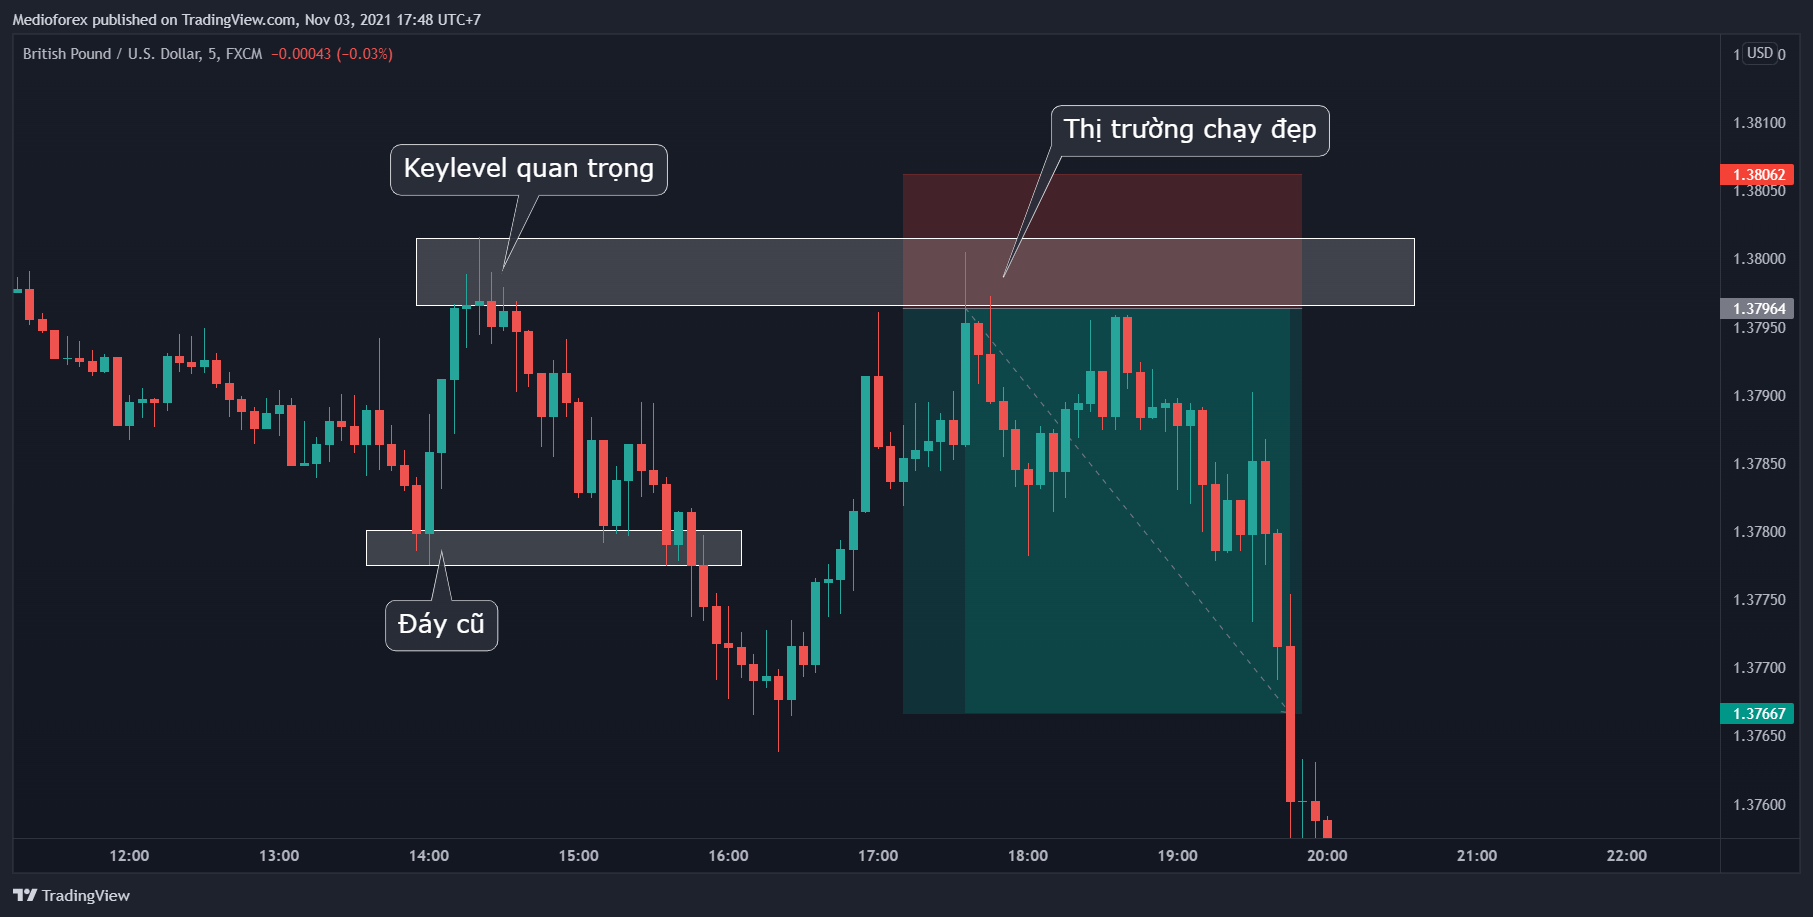 Medioforex published on TradingView.com, Nov 03, 2021 17:48 UTC+7
British Pound / U.S. Dollar, 5, FXCM −0.00043 (−0.03%)
USD
Thị trường chạy đẹp
Keylevel quan trọng
Đáy cũ
1.38100
1.38062
1.38050
1.38000
1.37964
1.37950
1.37900
1.37850
1.37800
1.37750
1.37700
1.37667
1.37650
1.37600
12:00 13:00 14:00 15:00 16:00 17:00 18:00 19:00 20:00 21:00 22:00
TradingView